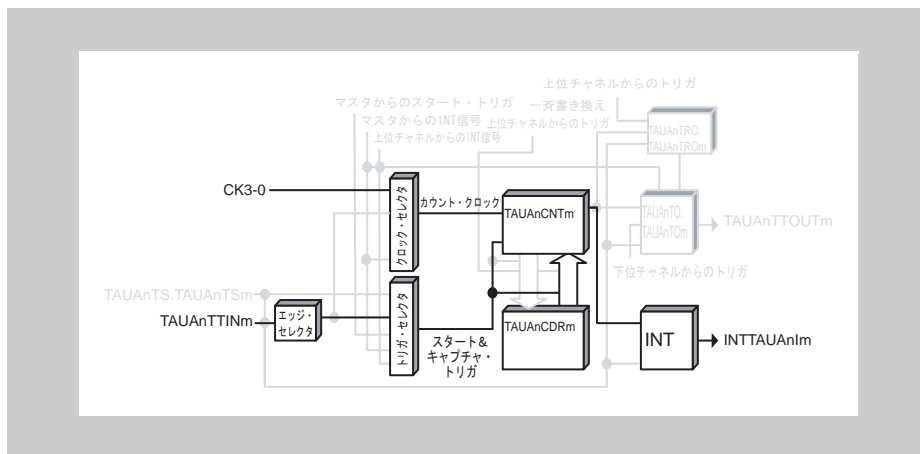 上位チャネルからのトリガ
マスタからのスタート・トリガ
一斉書き換え
マスタからのINT信号
上位チャネルからのトリガ
上位チャネルからのINT信号
TAUAnTRO.
TAUAnTROm
CK3-0
クロック・セレクタ
カウント・クロック
TAUAnCNTm
TAUAnTO.
TAUAnTOm
TAUAnTTOUTm
下位チャネルからのトリガ
TAUAnTS.TAUAnTSm
TAUAnTTINm
エッジ・
セレクタ
トリガ・セレクタ
スタート&
キャプチャ・
トリガ
TAUAnCDRm
INT
INTTAUAnIm